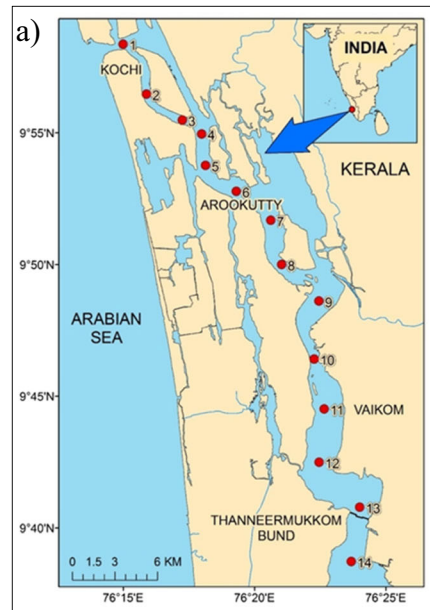 a)
INDIA
1
KOCHI
2
9°55'N
3
4
5
KERALA
6
AROOKUTTY
7
9°50'N
8
9
ARABIAN
SEA
10
9°45'N
11
VAIKOM
12
13
THANNEERMUKKOM
BUND
9°40'N
14
0 1.5 3 6 KM
76°15'E
76°20'E
76°25'E